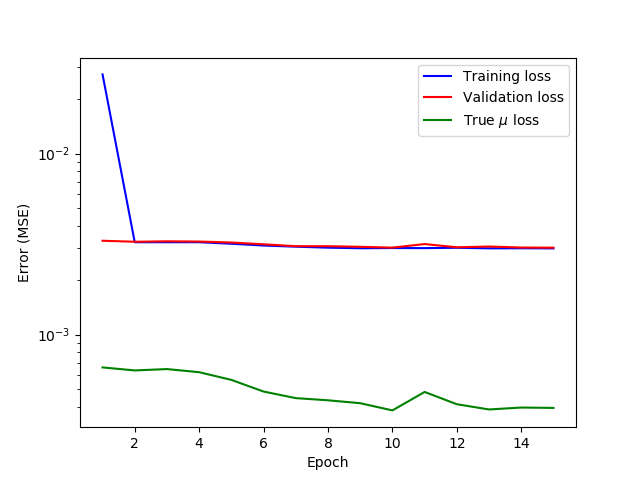 Training loss
Validation loss
True μ loss
10⁻²
10⁻³
Error (MSE)
2 4 6 8 10 12 14
Epoch